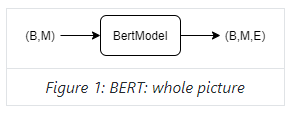 (B,M) BertModel (B,M,E)
Figure 1: BERT: whole picture